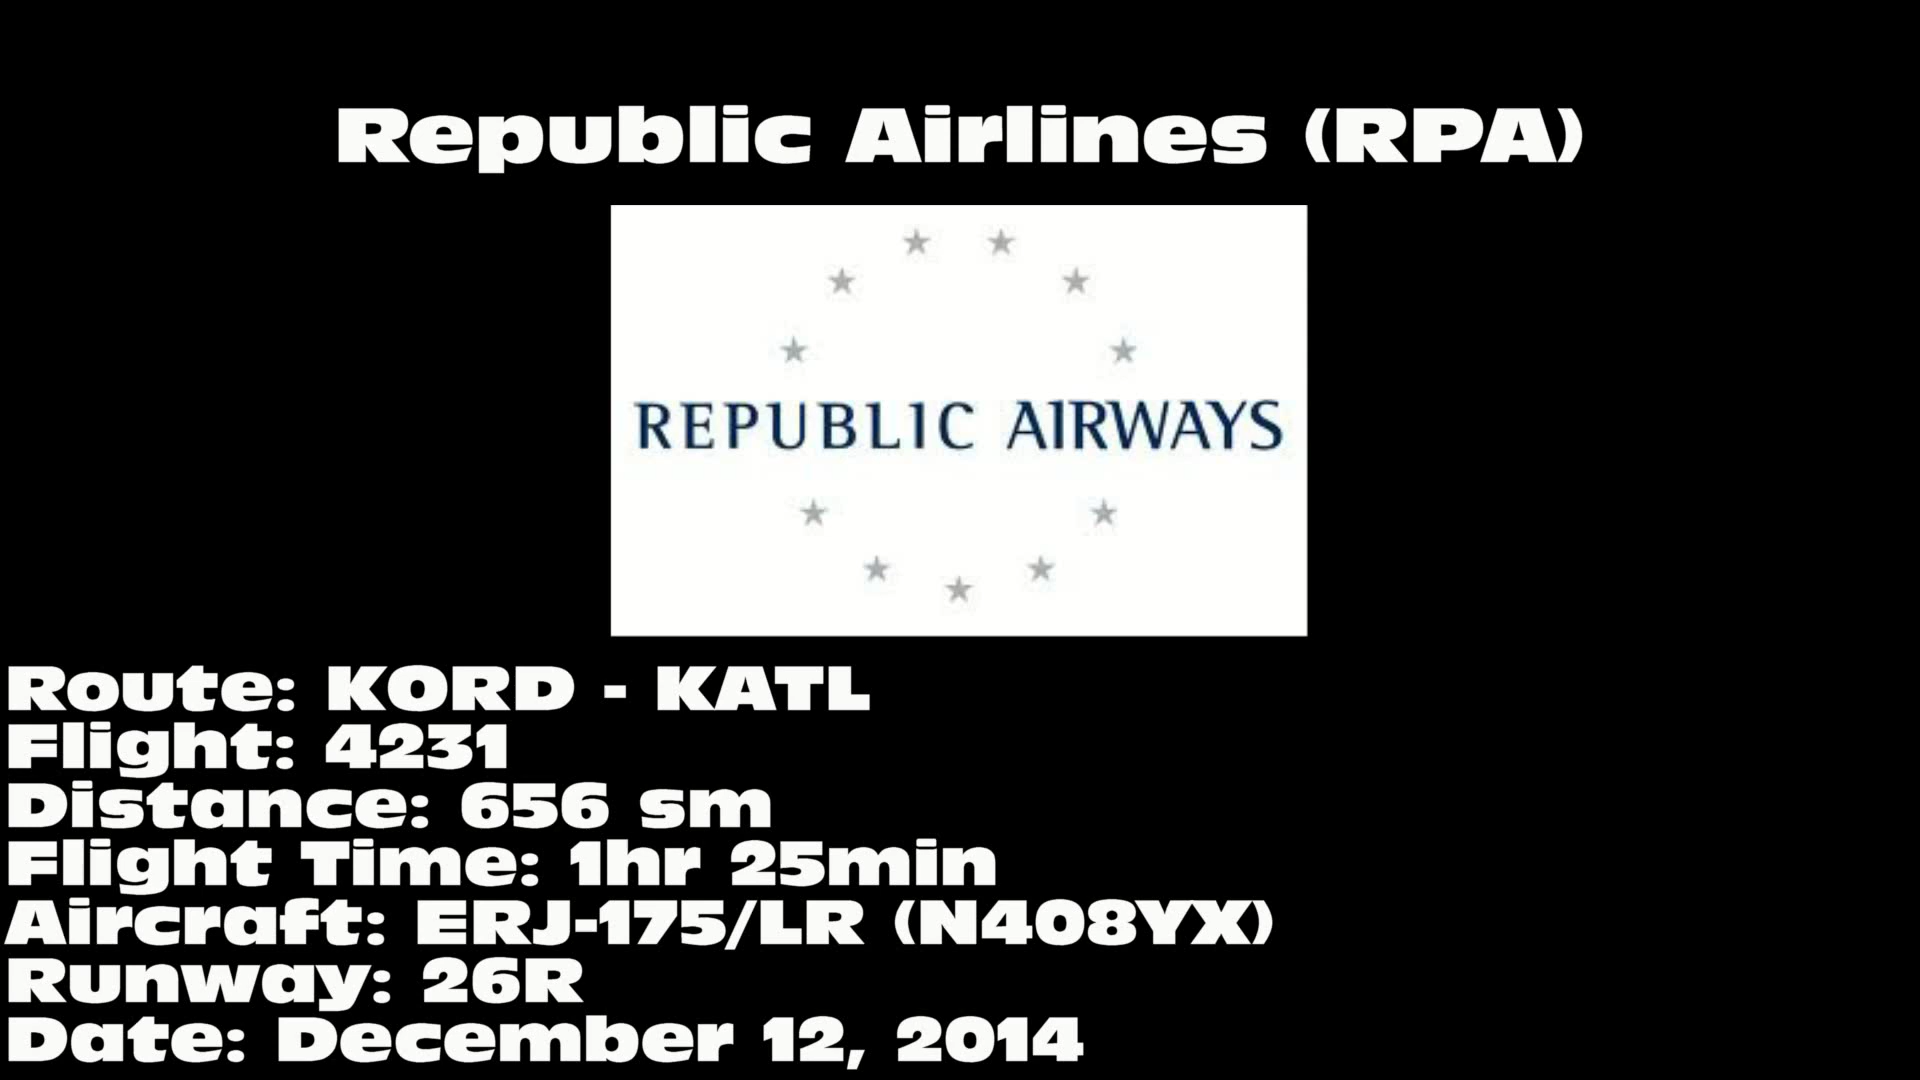 Republic Airlines (RPA)
REPUBLIC AIRWAYS
Route: KORD - KATL
Flight: 4231
Distance: 656 sm
Flight Time: 1hr 25min
Aircraft: ERJ-175/LR (N408YX)
Runway: 26R
Date: December 12, 2014